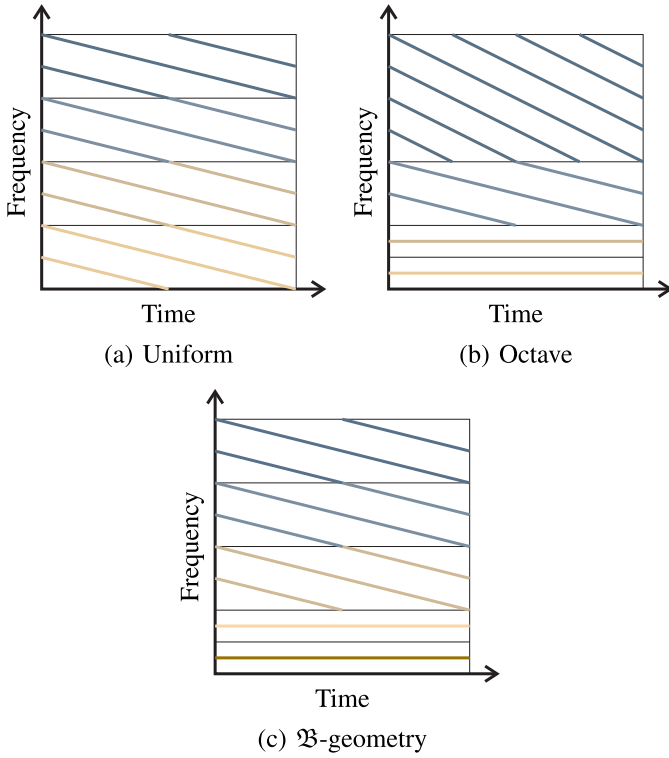 Frequency
Time
(a) Uniform
Frequency
Time
(b) Octave
Frequency
Time
(c) 𝔅-geometry